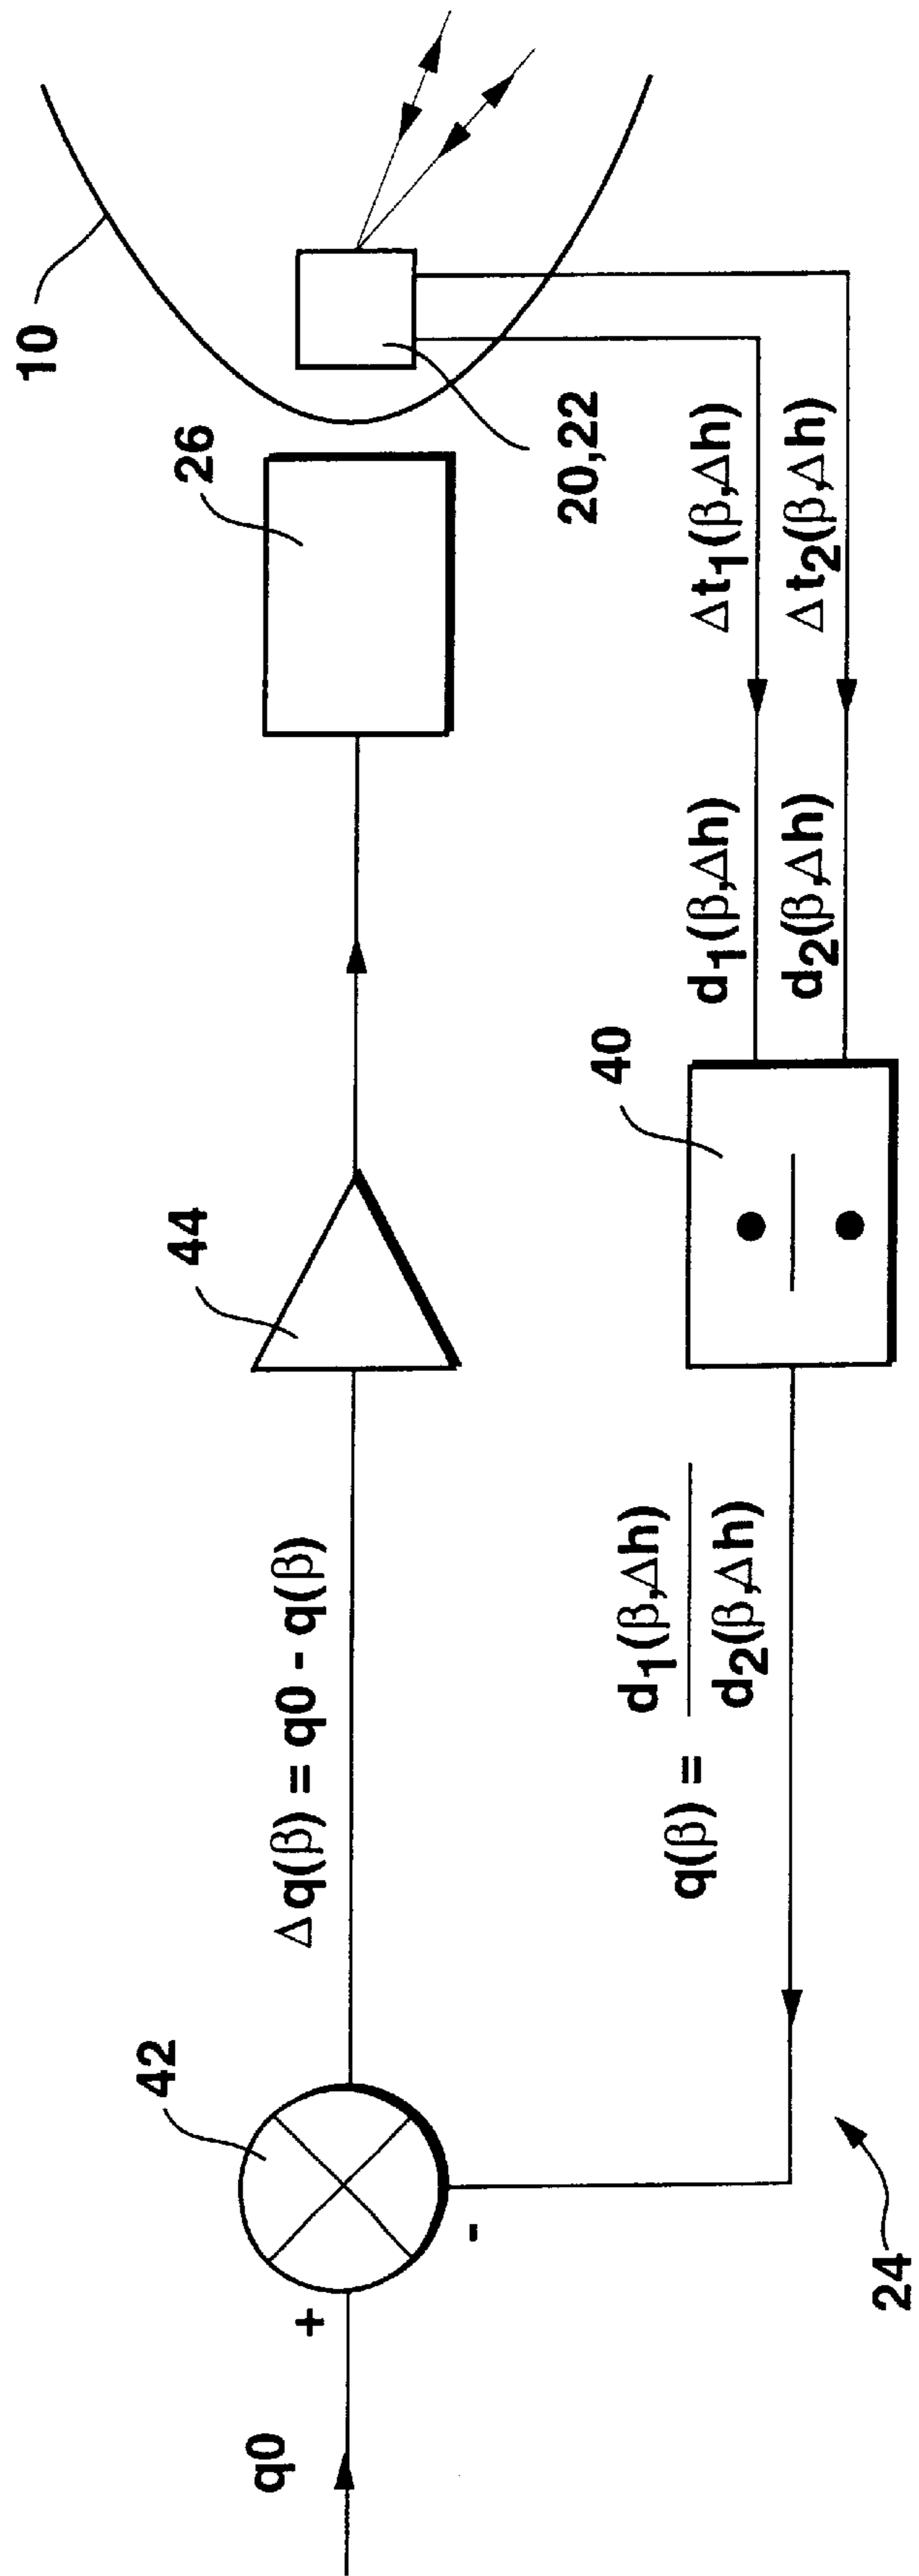 10
26
44
42
q0
+
-
Δq(β) = q0 - q(β)
20,22
Δt1(β,Δh)
Δt2(β,Δh)
d1(β,Δh)
d2(β,Δh)
40
q(β) = d1(β,Δh)
d2(β,Δh)
24